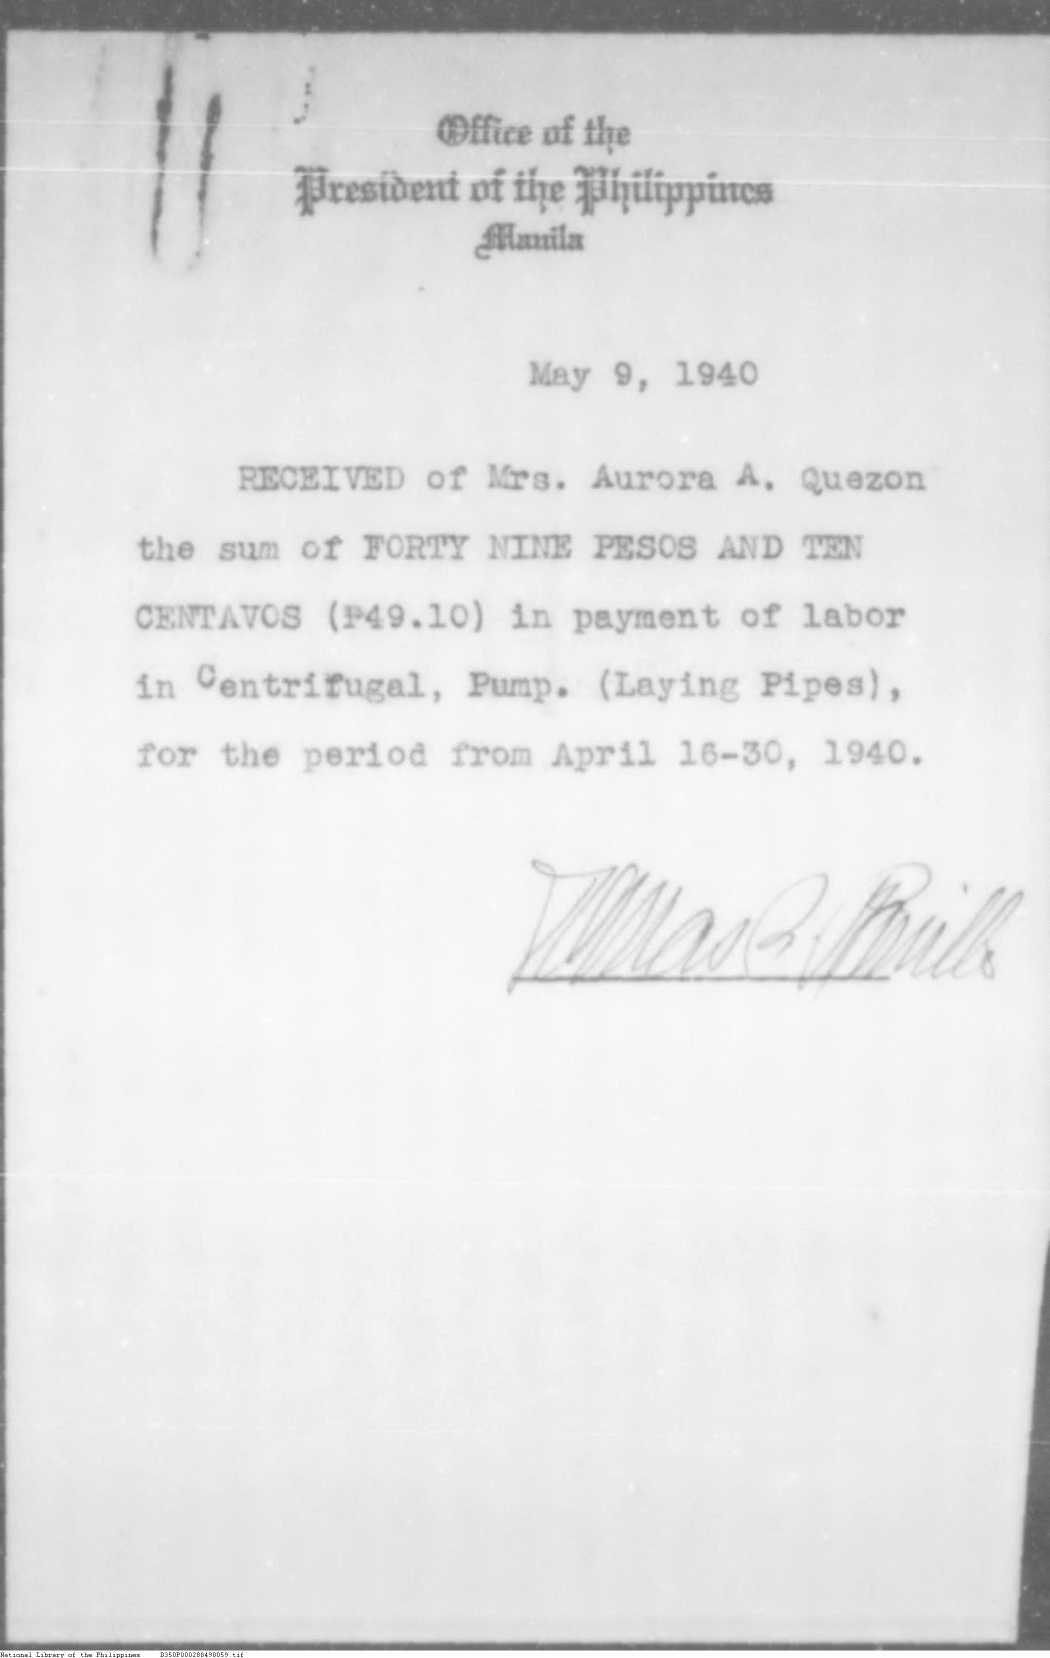 Office of the
President of the Philippines
Manila
May 9, 1940
RECEIVED of Mrs. Aurora A. Quezon
the sum of FORTY NINE PESOS AND TEN
CENTAVOS (₱49.10) in payment of labor
in Centrifugal, Pump. (Laying Pipes),
for the period from April 16-30, 1940.
National Library of the Philippines